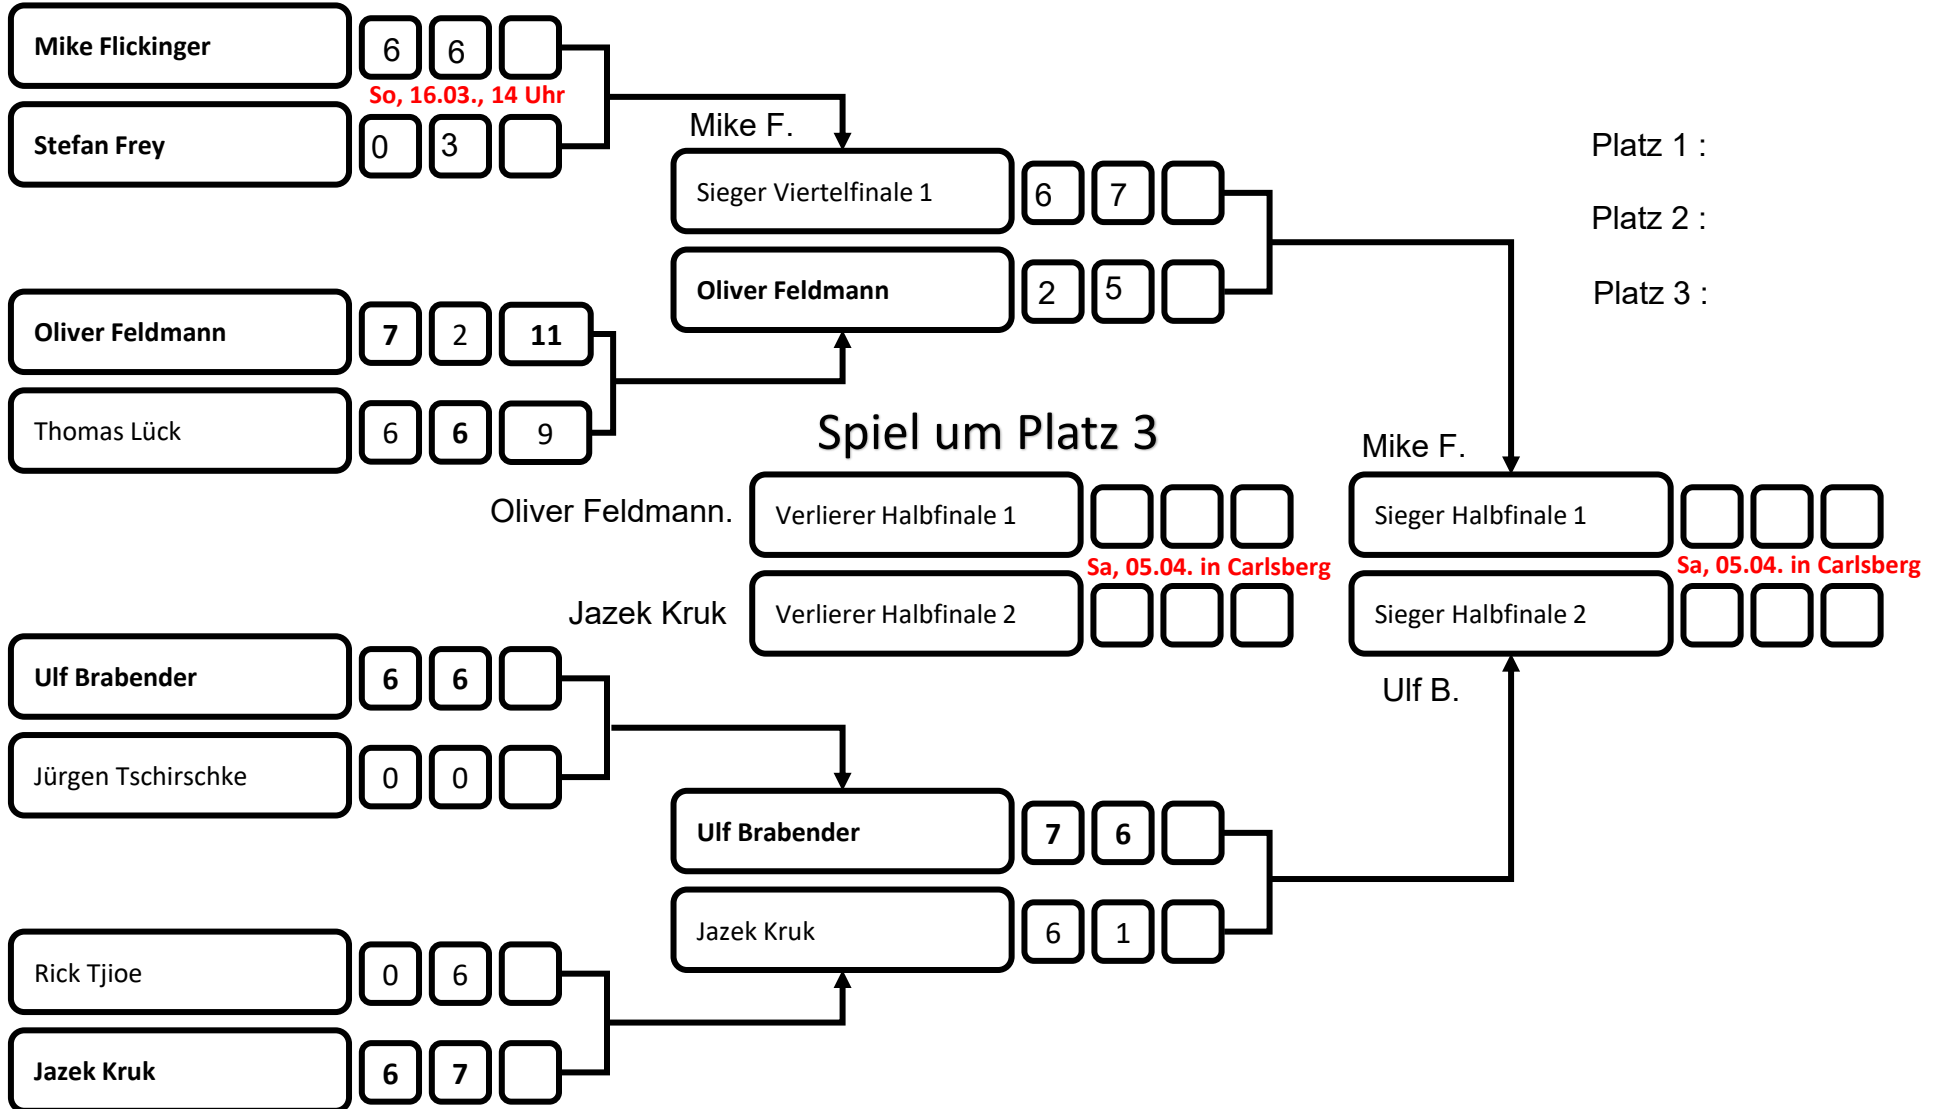 Mike Flickinger 6 6
So, 16.03., 14 Uhr
Stefan Frey 0 3
Mike F.
Sieger Viertelfinale 1 6 7
Oliver Feldmann 2 5
Platz 1 :
Platz 2 :
Platz 3 :
Oliver Feldmann 7 2 11
Thomas Lück 6 6 9
Spiel um Platz 3
Oliver Feldmann. Verlierer Halbfinale 1
Sa, 05.04. in Carlsberg
Jazek Kruk Verlierer Halbfinale 2
Mike F.
Sieger Halbfinale 1
Sa, 05.04. in Carlsberg
Sieger Halbfinale 2
Ulf B.
Ulf Brabender 6 6
Jürgen Tschirschke 0 0
Ulf Brabender 7 6
Jazek Kruk 6 1
Rick Tjioe 0 6
Jazek Kruk 6 7